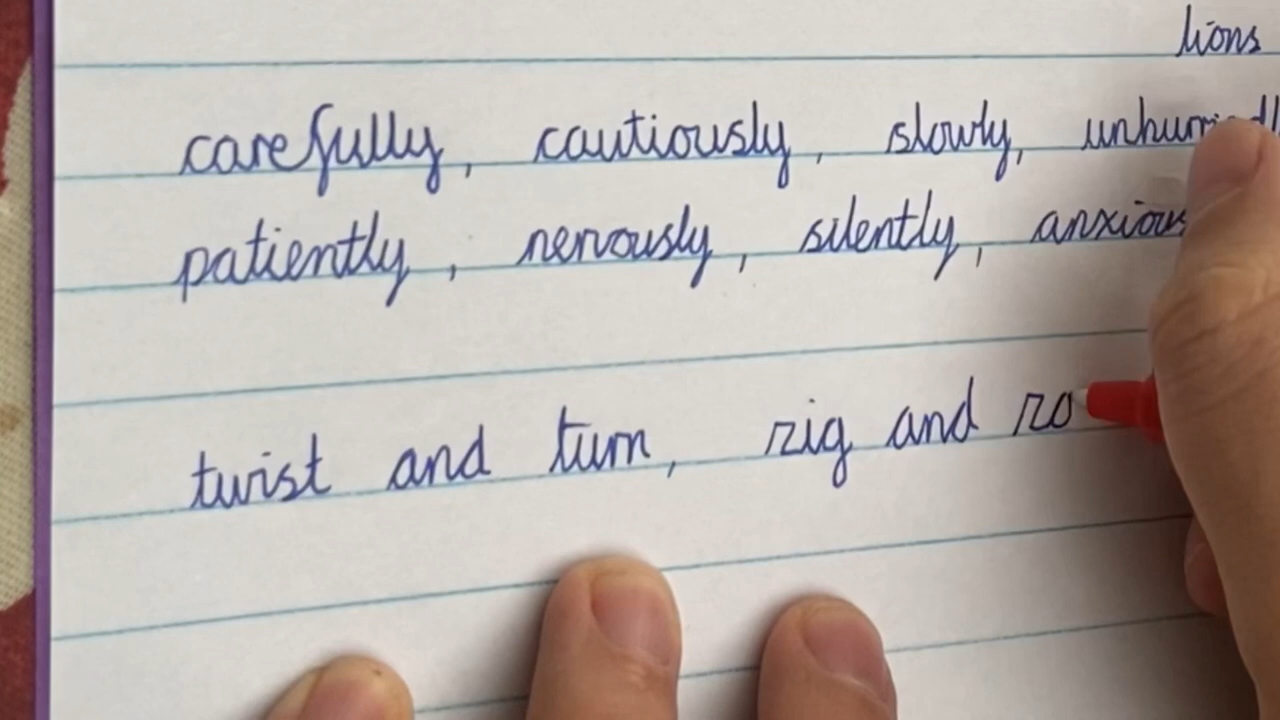 lions
carefully, cautiously, slowly,
patiently, nervously, silently,
twist and turn, zig and